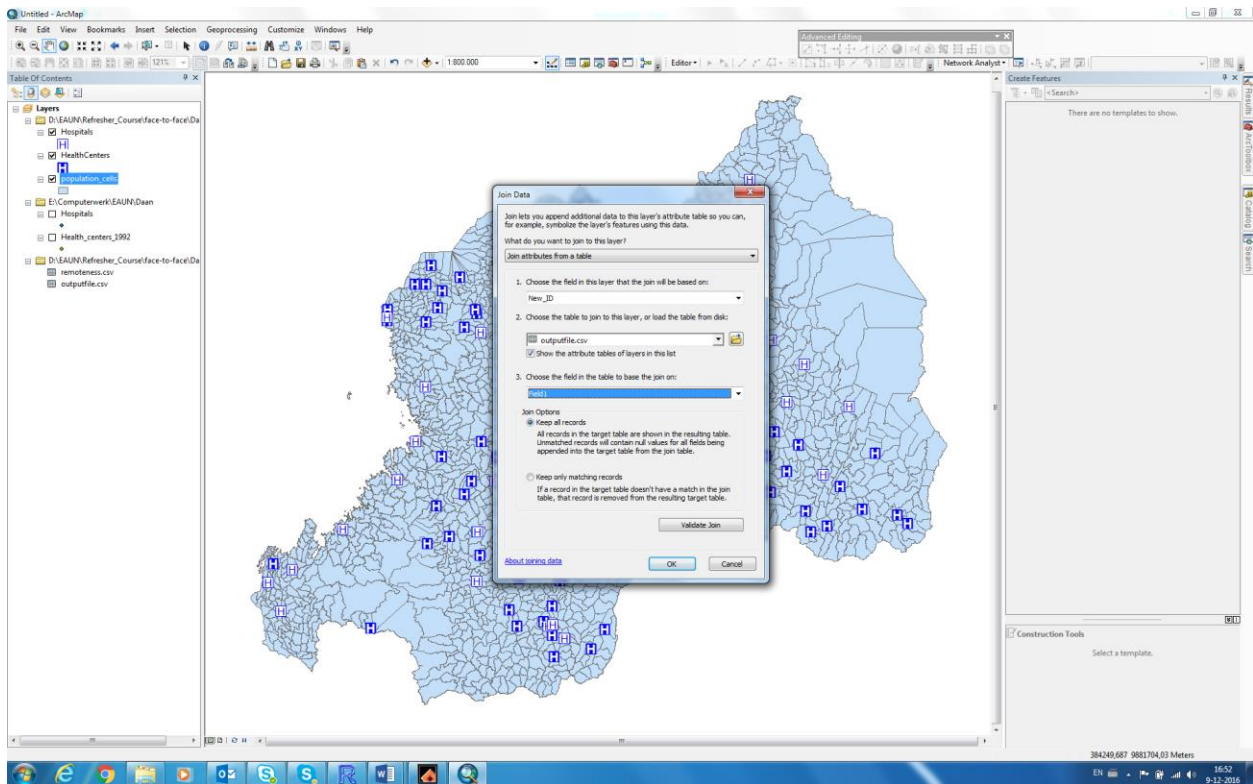 Untitled - ArcMap
File Edit View Bookmarks Insert Selection Geoprocessing Customize Windows Help
Advanced Editing
121%
1:800.000
Editor
Network Analyst
Table Of Contents
Layers
D:\EAUN\Refresher_Course\face-to-face\Da
Hospitals
HealthCenters
population_cells
E:\Computerwerk\EAUN\Daan
Hospitals
Health_centers_1992
D:\EAUN\Refresher_Course\face-to-face\Da
remoteness.csv
outputfile.csv
Join Data
Join lets you append additional data to this layer's attribute table so you can,
for example, symbolize the layer's features using this data.
What do you want to join to this layer?
Join attributes from a table
1. Choose the field in this layer that the join will be based on:
New_ID
2. Choose the table to join to this layer, or load the table from disk:
outputfile.csv
Show the attribute tables of layers in this list
3. Choose the field in the table to base the join on:
Field1
Join Options
Keep all records
All records in the target table are shown in the resulting table.
Unmatched records will contain null values for all fields being
appended into the target table from the join table.
Keep only matching records
If a record in the target table doesn't have a match in the join
table, that record is removed from the resulting target table.
Validate Join
About joining data
OK
Cancel
Create Features
<Search>
There are no templates to show.
Construction Tools
Select a template.
Results
ArcToolbox
Catalog
Search
384249,687 9881704,03 Meters
EN
16:52
9-12-2016